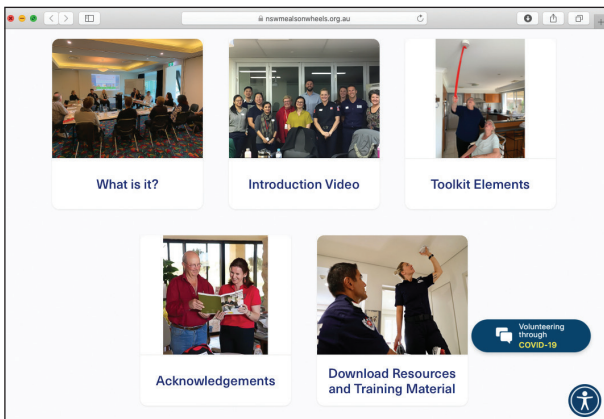 nswmealsonwheels.org.au
What is it?
Introduction Video
Toolkit Elements
Acknowledgements
Download Resources
and Training Material
Volunteering
through
COVID-19